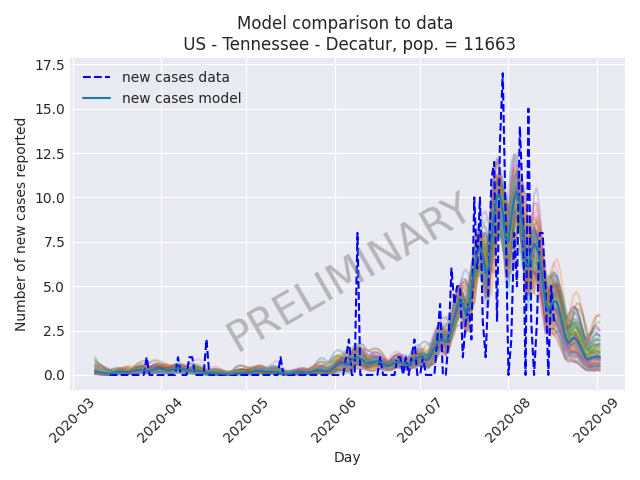 Model comparison to data
US - Tennessee - Decatur, pop. = 11663
17.5
15.0
12.5
10.0
7.5
5.0
2.5
0.0
Number of new cases reported
new cases data
new cases model
PRELIMINARY
2020-03
2020-04
2020-05
2020-06
2020-07
2020-08
2020-09
Day